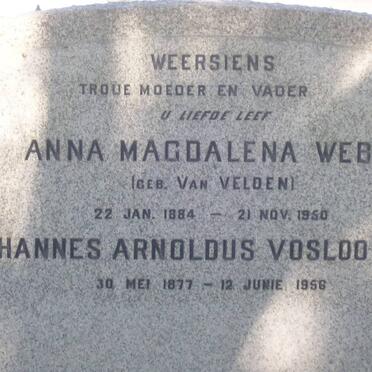 WEERSIENS
TROUE MOEDER EN VADER
U LIEFDE LEEF
ANNA MAGDALENA WEB
(GEB. VAN VELDEN)
22 JAN. 1884 — 21 NOV. 1950
HANNES ARNOLDUS VOSLOO
30 MEI 1877 — 12 JUNIE 1956